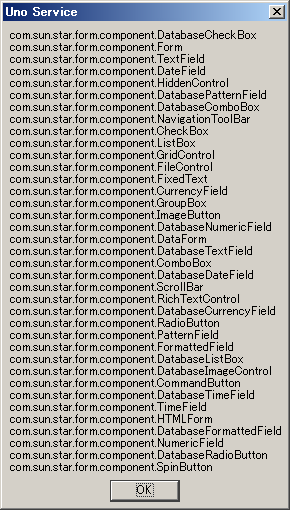 Uno Service
com.sun.star.form.component.DatabaseCheckBox
com.sun.star.form.component.Form
com.sun.star.form.component.TextField
com.sun.star.form.component.DateField
com.sun.star.form.component.HiddenControl
com.sun.star.form.component.DatabasePatternField
com.sun.star.form.component.DatabaseComboBox
com.sun.star.form.component.NavigationToolBar
com.sun.star.form.component.CheckBox
com.sun.star.form.component.ListBox
com.sun.star.form.component.GridControl
com.sun.star.form.component.FileControl
com.sun.star.form.component.FixedText
com.sun.star.form.component.CurrencyField
com.sun.star.form.component.GroupBox
com.sun.star.form.component.ImageButton
com.sun.star.form.component.DatabaseNumericField
com.sun.star.form.component.DataForm
com.sun.star.form.component.DatabaseTextField
com.sun.star.form.component.ComboBox
com.sun.star.form.component.DatabaseDateField
com.sun.star.form.component.ScrollBar
com.sun.star.form.component.RichTextControl
com.sun.star.form.component.DatabaseCurrencyField
com.sun.star.form.component.RadioButton
com.sun.star.form.component.PatternField
com.sun.star.form.component.FormattedField
com.sun.star.form.component.DatabaseListBox
com.sun.star.form.component.DatabaseImageControl
com.sun.star.form.component.CommandButton
com.sun.star.form.component.DatabaseTimeField
com.sun.star.form.component.TimeField
com.sun.star.form.component.HTMLForm
com.sun.star.form.component.DatabaseFormattedField
com.sun.star.form.component.NumericField
com.sun.star.form.component.DatabaseRadioButton
com.sun.star.form.component.SpinButton
OK